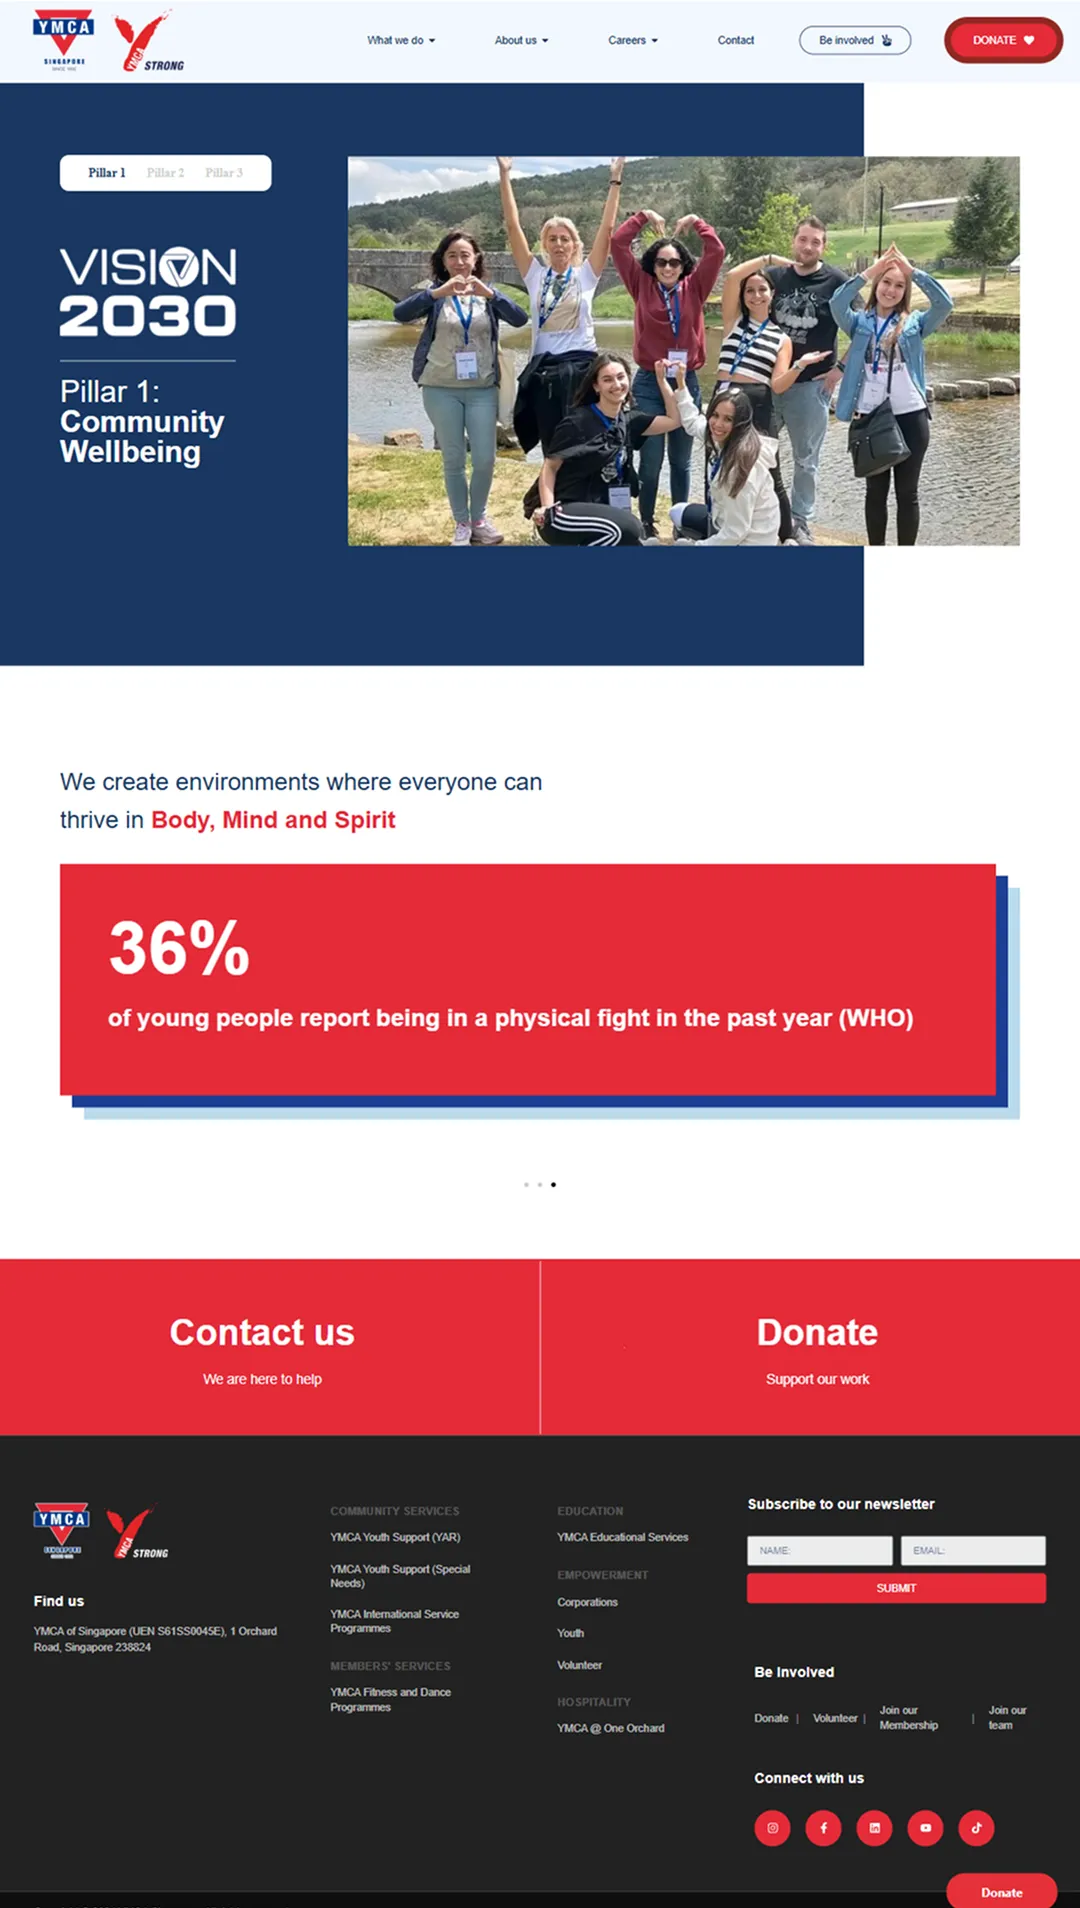 YMCA
SINGAPORE
SINCE 1902
YMCA
STRONG
What we do
About us
Careers
Contact
Be involved
DONATE
Pillar 1 Pillar 2 Pillar 3
VISION
2030
Pillar 1:
Community
Wellbeing
We create environments where everyone can
thrive in Body, Mind and Spirit
36%
of young people report being in a physical fight in the past year (WHO)
Contact us
We are here to help
Donate
Support our work
YMCA
SINGAPORE
YMCA
STRONG
Find us
YMCA of Singapore (UEN S61SS0045E), 1 Orchard
Road, Singapore 238824
COMMUNITY SERVICES
YMCA Youth Support (YAR)
YMCA Youth Support (Special
Needs)
YMCA International Service
Programmes
MEMBERS' SERVICES
YMCA Fitness and Dance
Programmes
EDUCATION
YMCA Educational Services
EMPOWERMENT
Corporations
Youth
Volunteer
HOSPITALITY
YMCA @ One Orchard
Subscribe to our newsletter
NAME:
EMAIL:
SUBMIT
Be Involved
Donate |
Volunteer |
Join our
Membership |
Join our
team
Connect with us
Donate